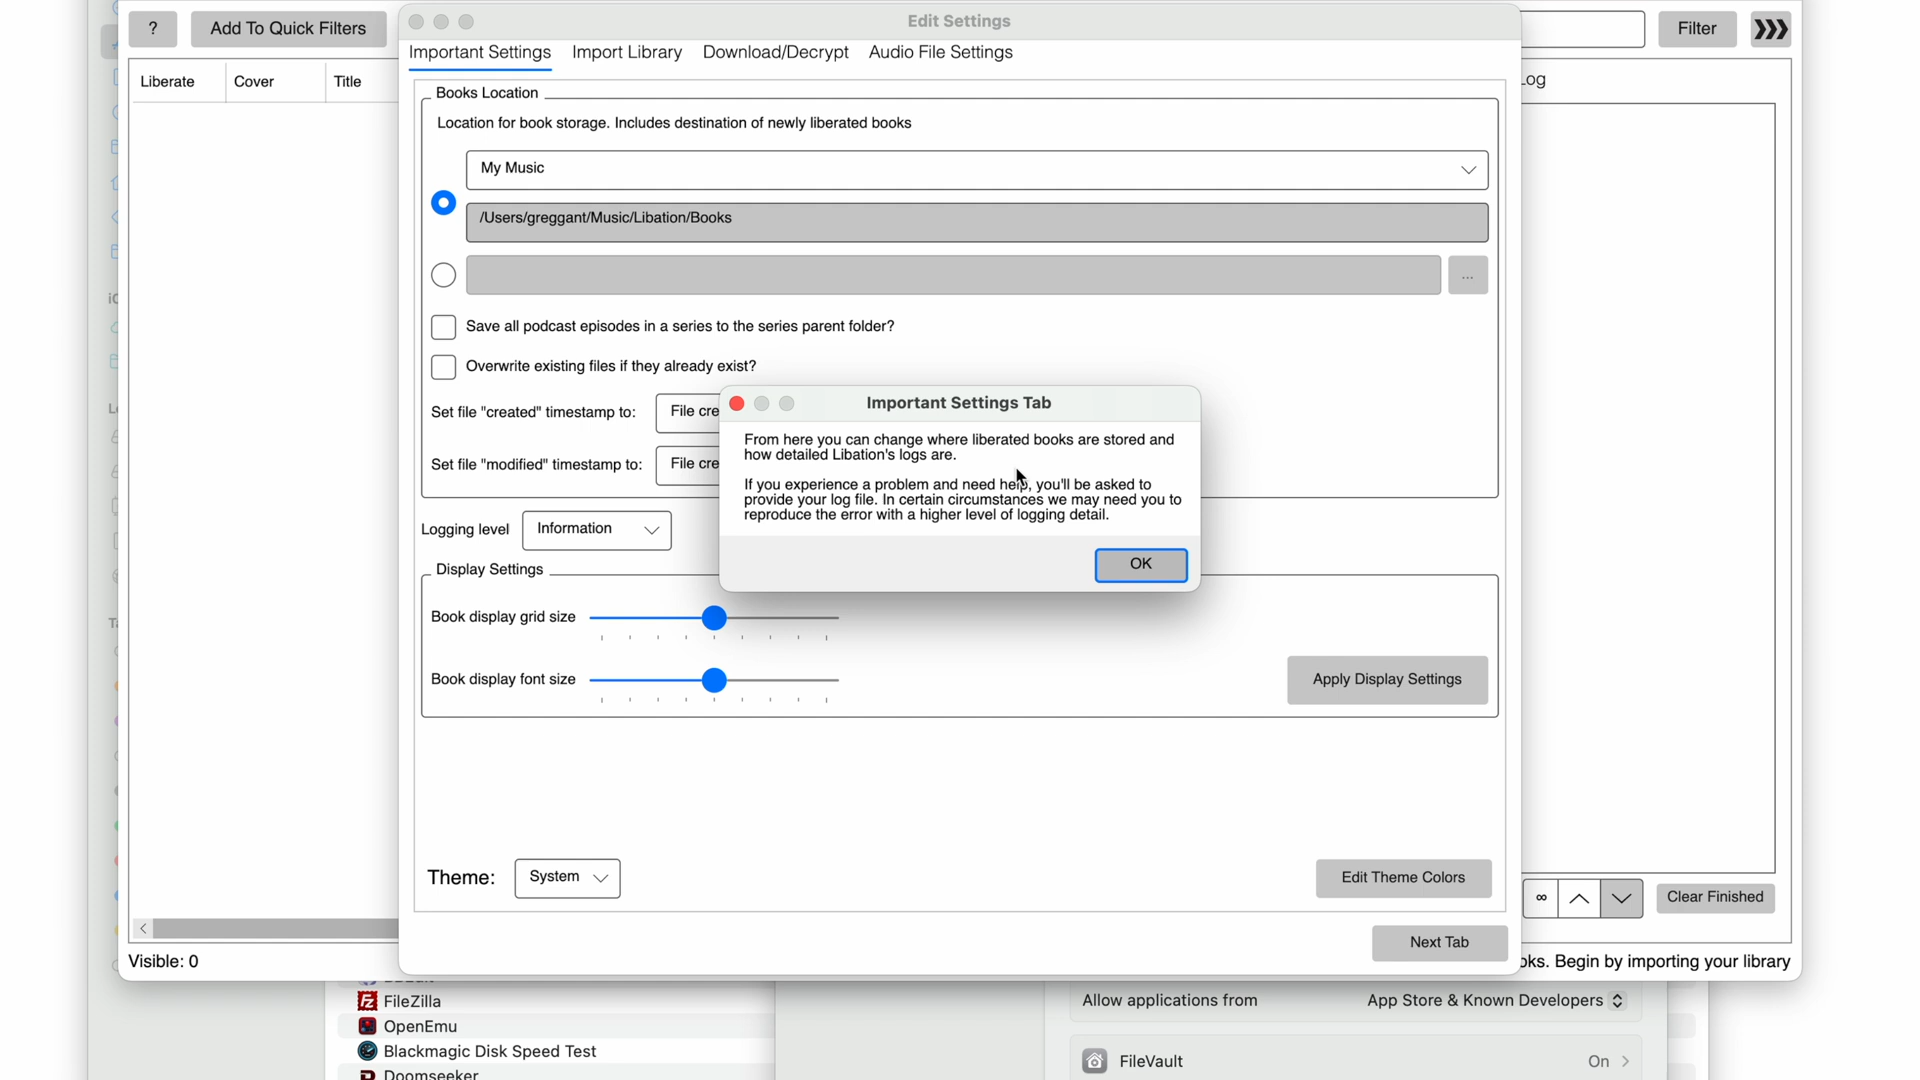 ?
Add To Quick Filters
Edit Settings
Filter
Important Settings
Import Library
Download/Decrypt
Audio File Settings
Liberate
Cover
Title
Books Location
Location for book storage. Includes destination of newly liberated books
My Music
/Users/greggant/Music/Libation/Books
...
Save all podcast episodes in a series to the series parent folder?
Overwrite existing files if they already exist?
Set file "created" timestamp to:
File cre
Set file "modified" timestamp to:
File cre
Important Settings Tab
From here you can change where liberated books are stored and
how detailed Libation's logs are.
If you experience a problem and need help, you'll be asked to
provide your log file. In certain circumstances we may need you to
reproduce the error with a higher level of logging detail.
OK
Logging level
Information
Display Settings
Book display grid size
Book display font size
Apply Display Settings
Theme:
System
Edit Theme Colors
Next Tab
Log
∞
Clear Finished
Visible: 0
oks. Begin by importing your library
FileZilla
OpenEmu
Blackmagic Disk Speed Test
Doomseeker
Allow applications from
App Store & Known Developers
FileVault
On